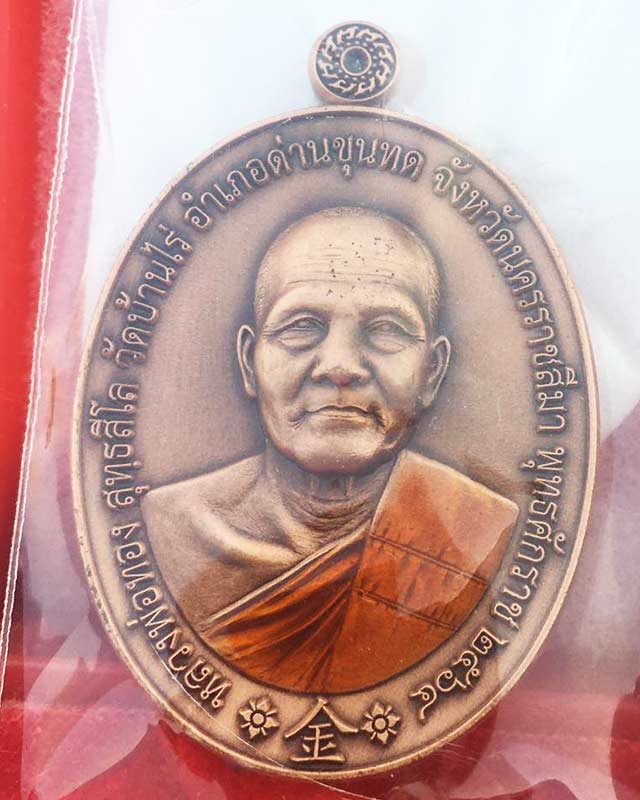 หลวงพ่อทอง สุทธสีโล วัดบ้านไร่ อำเภอด่านขุนทด จังหวัดนครราชสีมา พุทธศักราช ๒๕๖๔
金